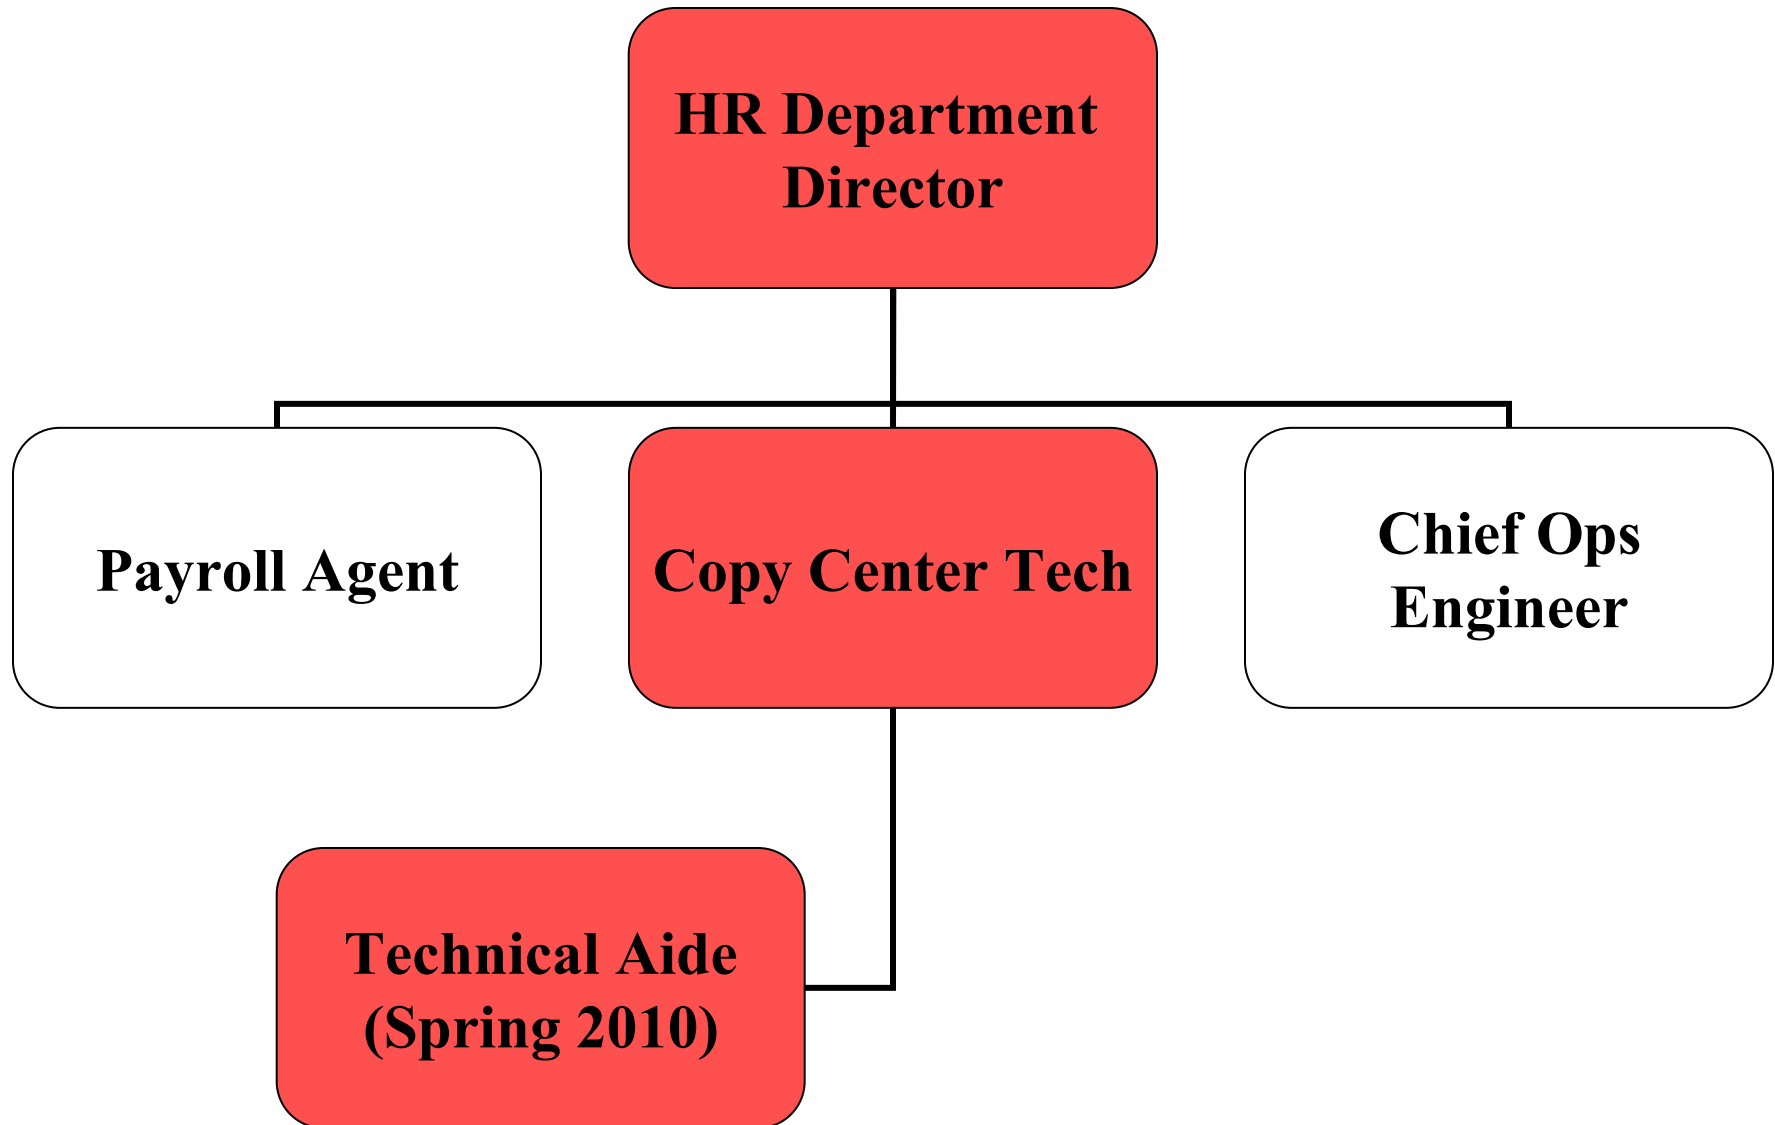 HR Department
Director
Payroll Agent
Copy Center Tech
Chief Ops
Engineer
Technical Aide
(Spring 2010)